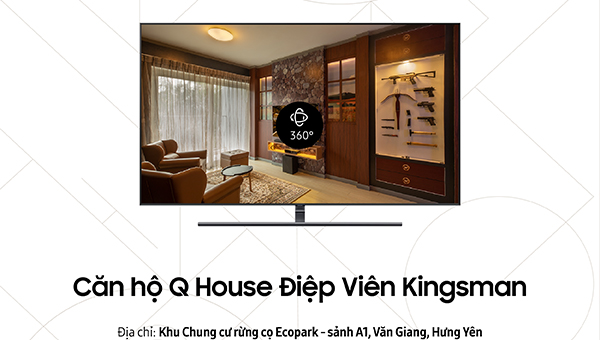 360°
Căn hộ Q House Điệp Viên Kingsman
Địa chỉ: Khu Chung cư rừng cọ Ecopark - sảnh A1, Văn Giang, Hưng Yên